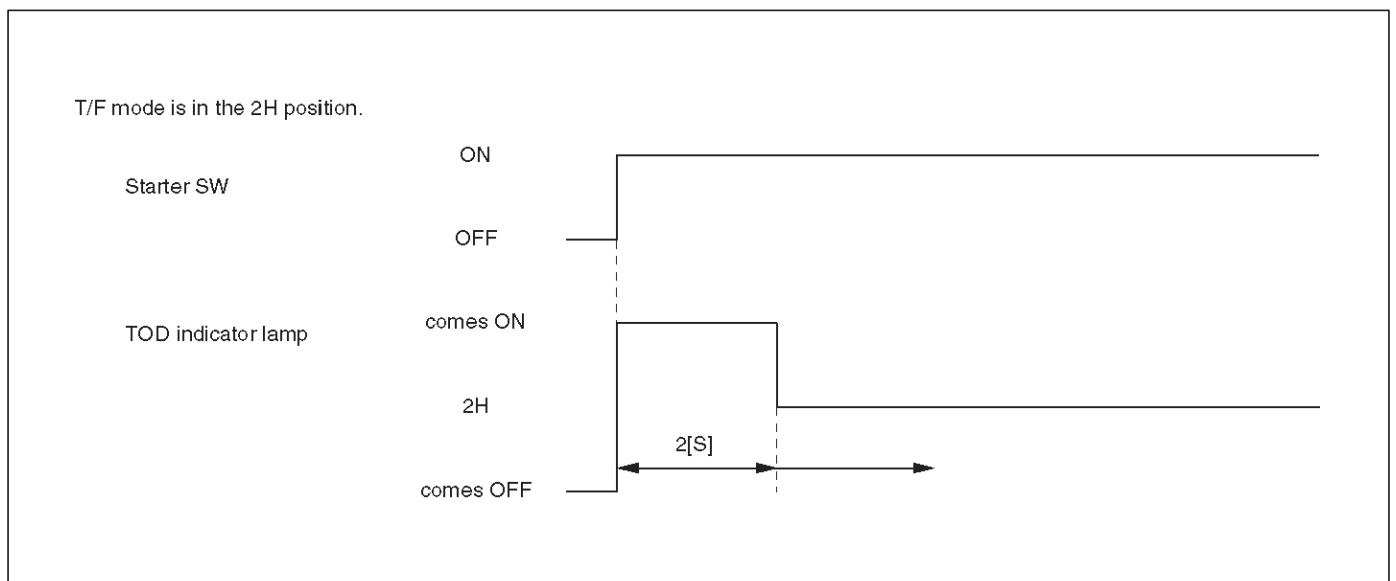 T/F mode is in the 2H position.
ON
Starter SW
OFF
comes ON
TOD indicator lamp
2H
2[S]
comes OFF